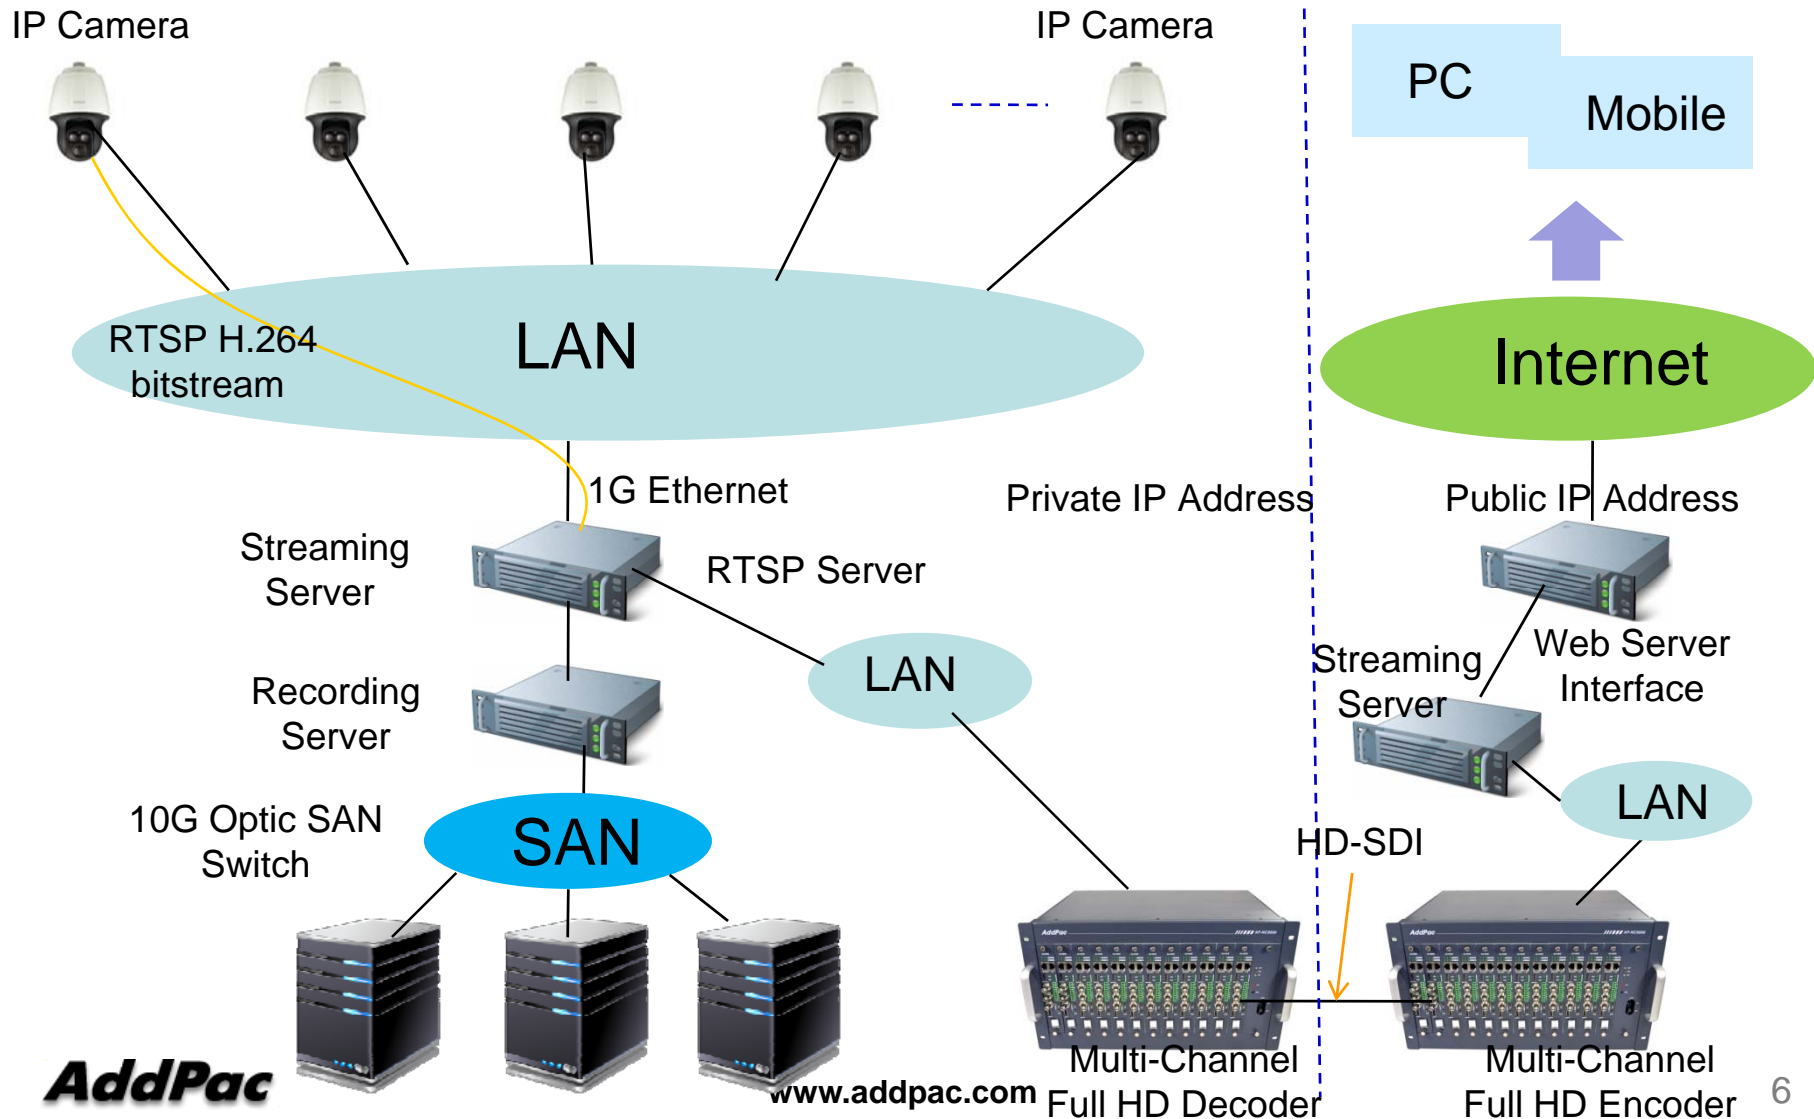 IP Camera
IP Camera
PC
Mobile
RTSP H.264
bitstream
LAN
Internet
1G Ethernet
Private IP Address
Public IP Address
Streaming
Server
RTSP Server
Web Server
Interface
Streaming
Server
LAN
Recording
Server
LAN
10G Optic SAN
Switch
SAN
HD-SDI
AddPac
AddPac
Multi-Channel
Full HD Decoder
Multi-Channel
Full HD Encoder
AddPac
www.addpac.com
6